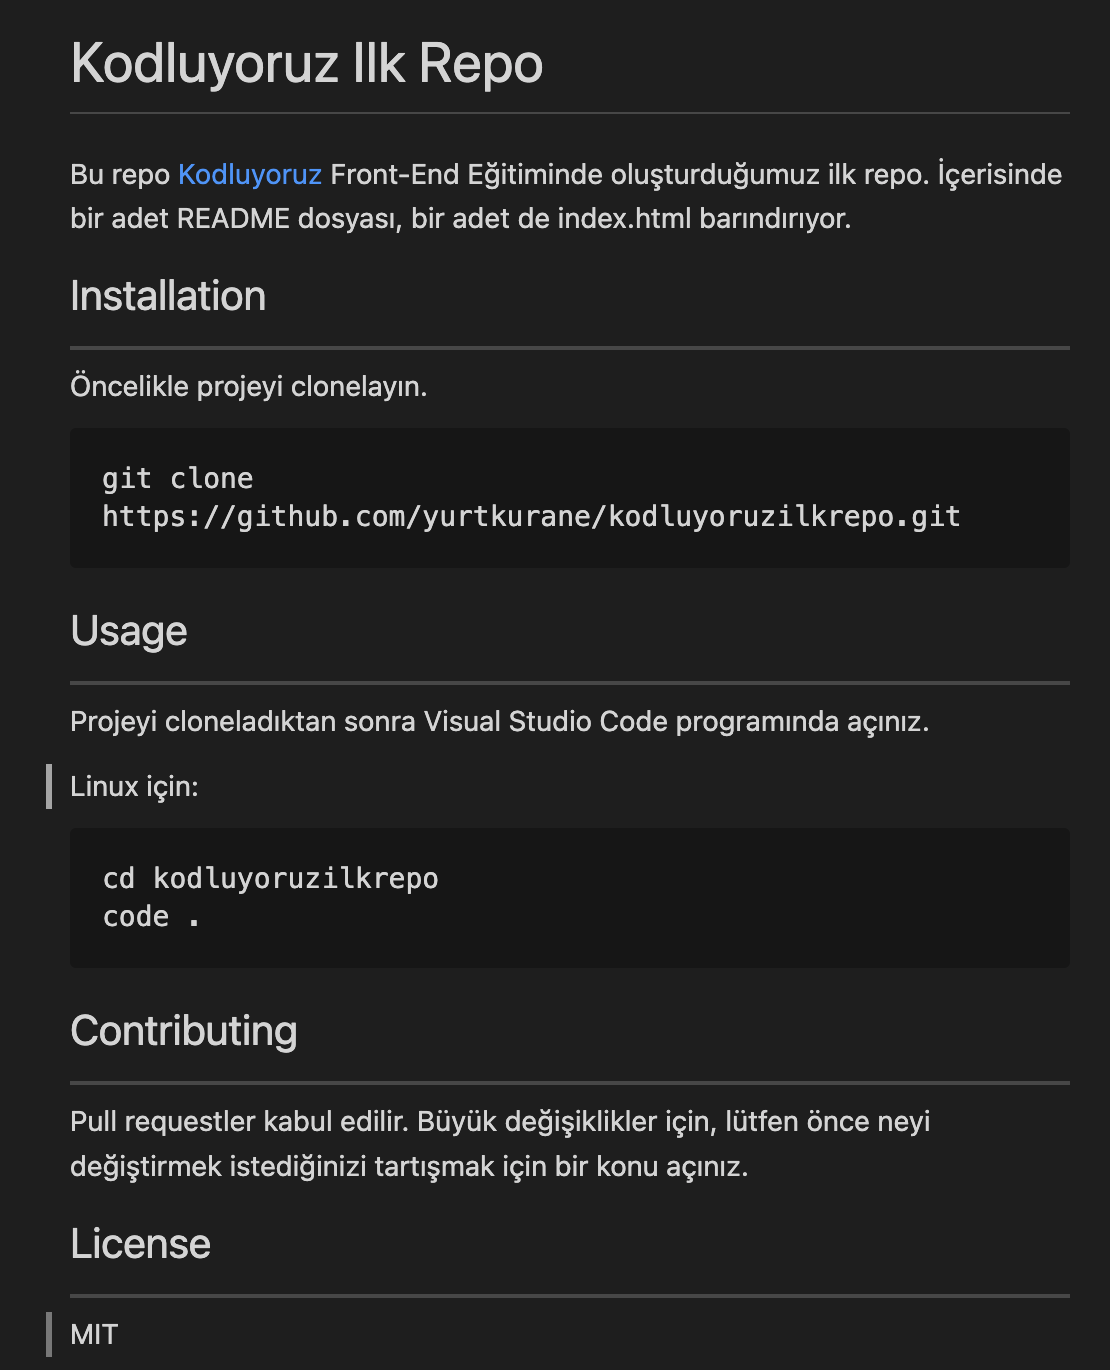 Kodluyoruz Ilk Repo
Bu repo Kodluyoruz Front-End Eğitiminde oluşturduğumuz ilk repo. İçerisinde
bir adet README dosyası, bir adet de index.html barındırıyor.
Installation
Öncelikle projeyi clonelayın.
git clone
https://github.com/yurtkurane/kodluyoruzilkrepo.git
Usage
Projeyi cloneladıktan sonra Visual Studio Code programında açınız.
Linux için:
cd kodluyoruzilkrepo
code .
Contributing
Pull requestler kabul edilir. Büyük değişiklikler için, lütfen önce neyi
değiştirmek istediğinizi tartışmak için bir konu açınız.
License
MIT